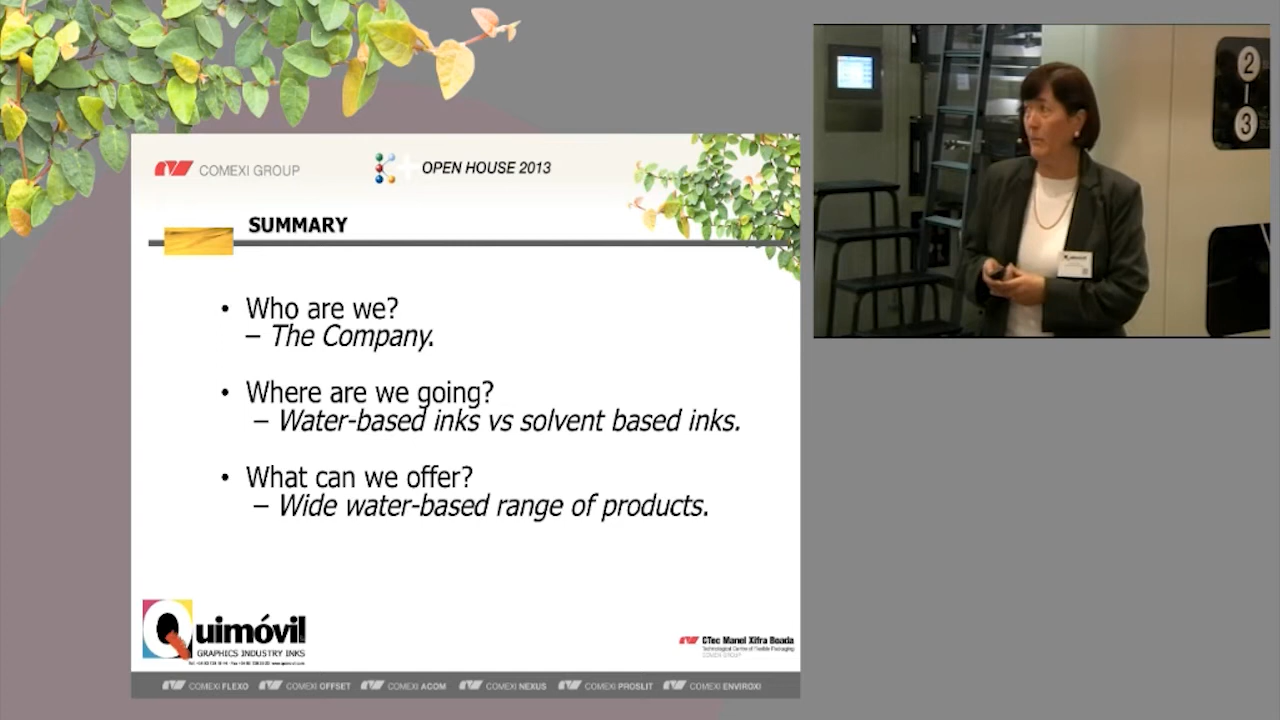 COMEXI GROUP
OPEN HOUSE 2013
SUMMARY
• Who are we?
– The Company.
• Where are we going?
– Water-based inks vs solvent based inks.
• What can we offer?
– Wide water-based range of products.
Quimóvil
GRAPHICS INDUSTRY INKS
CTec Manel Xifra Boada
Technological Centre of Flexible Packaging
COMEXI GROUP
COMEXI FLEXO COMEXI OFFSET COMEXI ACOM COMEXI NEXUS COMEXI PROSLIT COMEXI ENVIROXI
2
3
Quimóvil